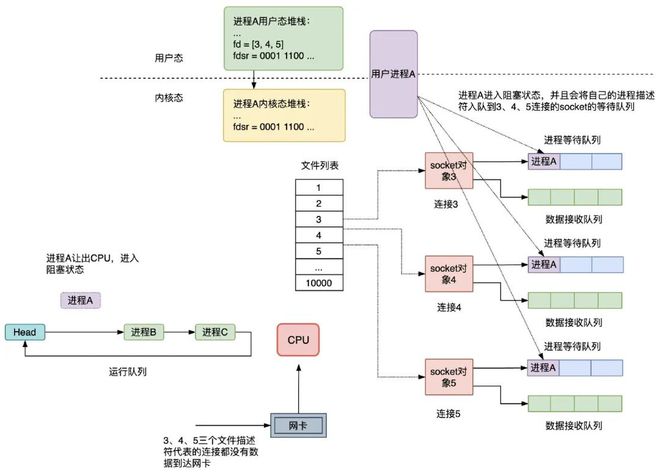 进程A用户态堆栈：
...
fd = [3, 4, 5]
fdsr = 0001 1100 ...
用户态
用户进程A
内核态
进程A内核态堆栈：
...
fdsr = 0001 1100 ...
进程A进入阻塞状态，并且会将自己的进程描述
符入队到3、4、5连接的socket的等待队列
文件列表
1
2
3
4
5
...
10000
socket对
象3
连接3
进程等待队列
进程A
数据接收队列
socket对
象4
连接4
进程等待队列
进程A
数据接收队列
socket对
象5
连接5
进程等待队列
进程A
数据接收队列
进程A让出CPU，进入
阻塞状态
进程A
Head
进程B
进程C
运行队列
CPU
网卡
3、4、5三个文件描述
符代表的连接都没有数
据到达网卡